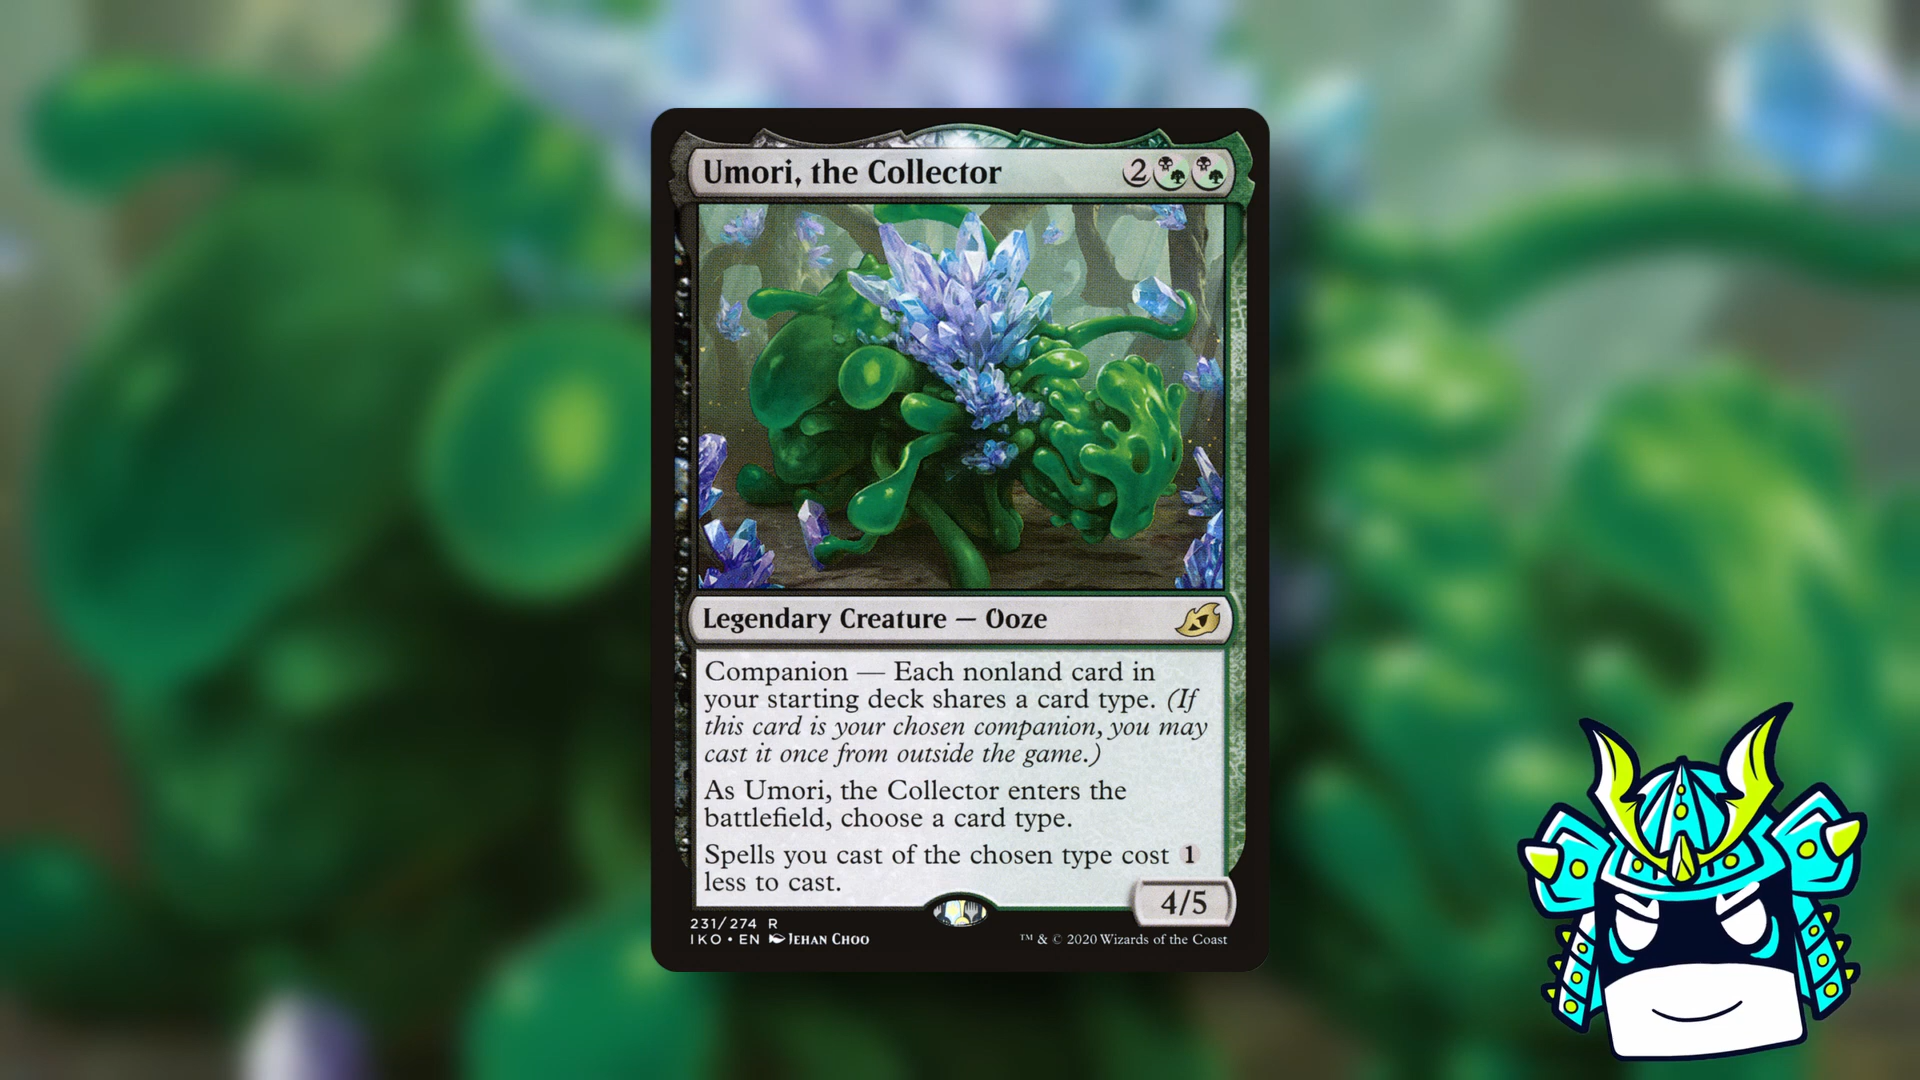 Umori, the Collector 2
Legendary Creature — Ooze
Companion — Each nonland card in
your starting deck shares a card type. (If
this card is your chosen companion, you may
cast it once from outside the game.)
As Umori, the Collector enters the
battlefield, choose a card type.
Spells you cast of the chosen type cost 1
less to cast.
4/5
231/274 R
IKO • EN Jehan Choo
™ & © 2020 Wizards of the Coast